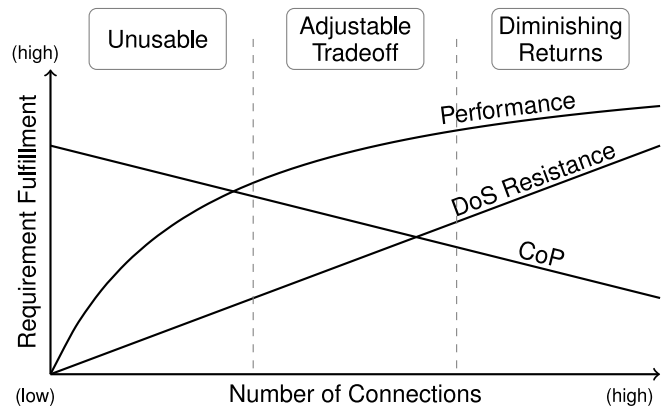 Unusable
Adjustable
Tradeoff
Diminishing
Returns
(high)
Requirement Fulfillment
Performance
DoS Resistance
CoP
(low)
Number of Connections
(high)